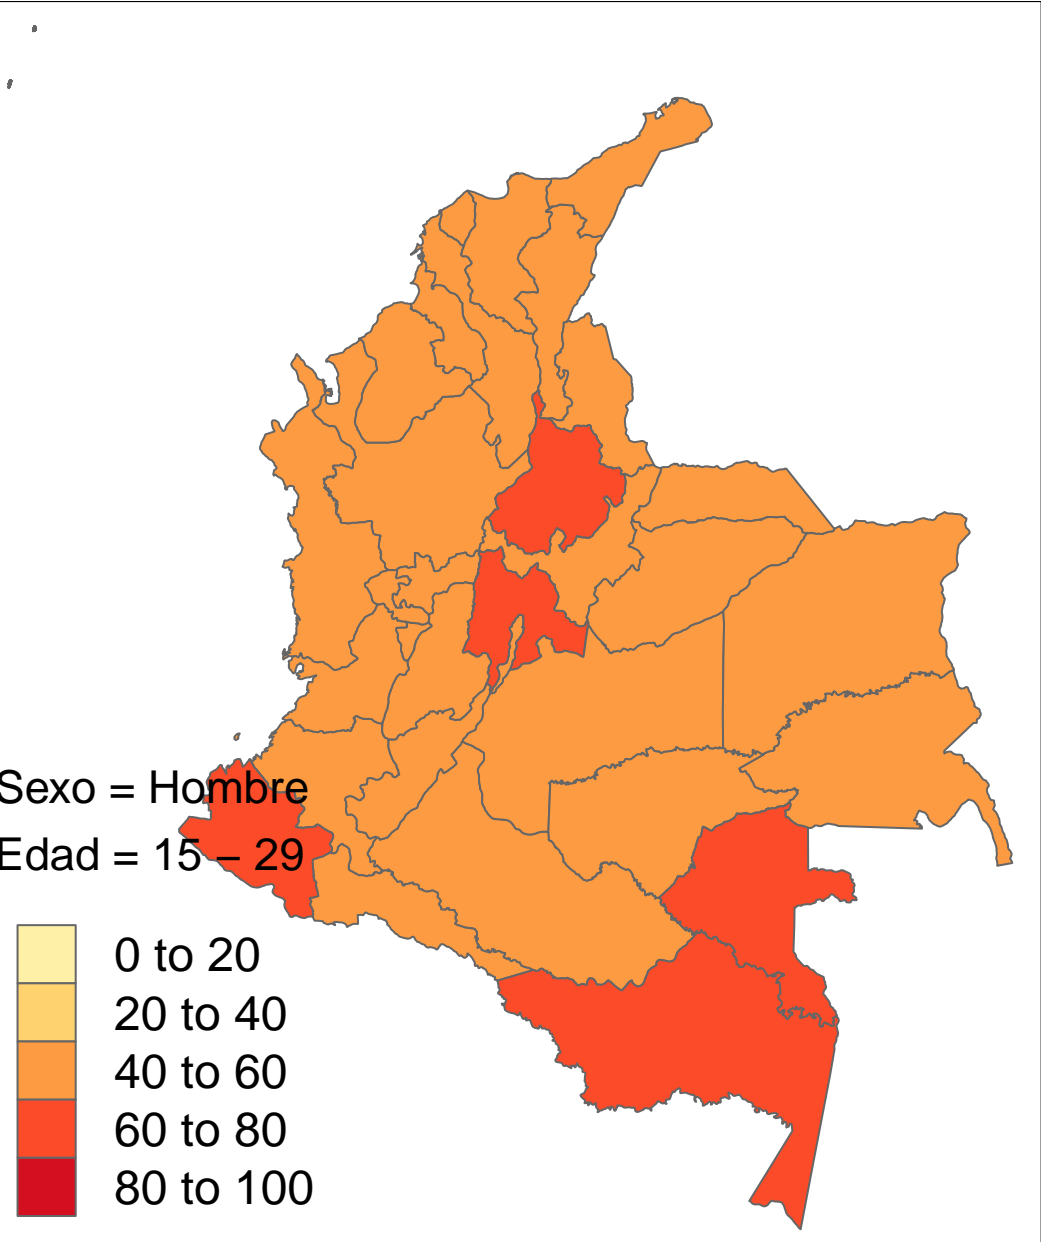 Sexo = Hombre
Edad = 15 – 29
0 to 20
20 to 40
40 to 60
60 to 80
80 to 100